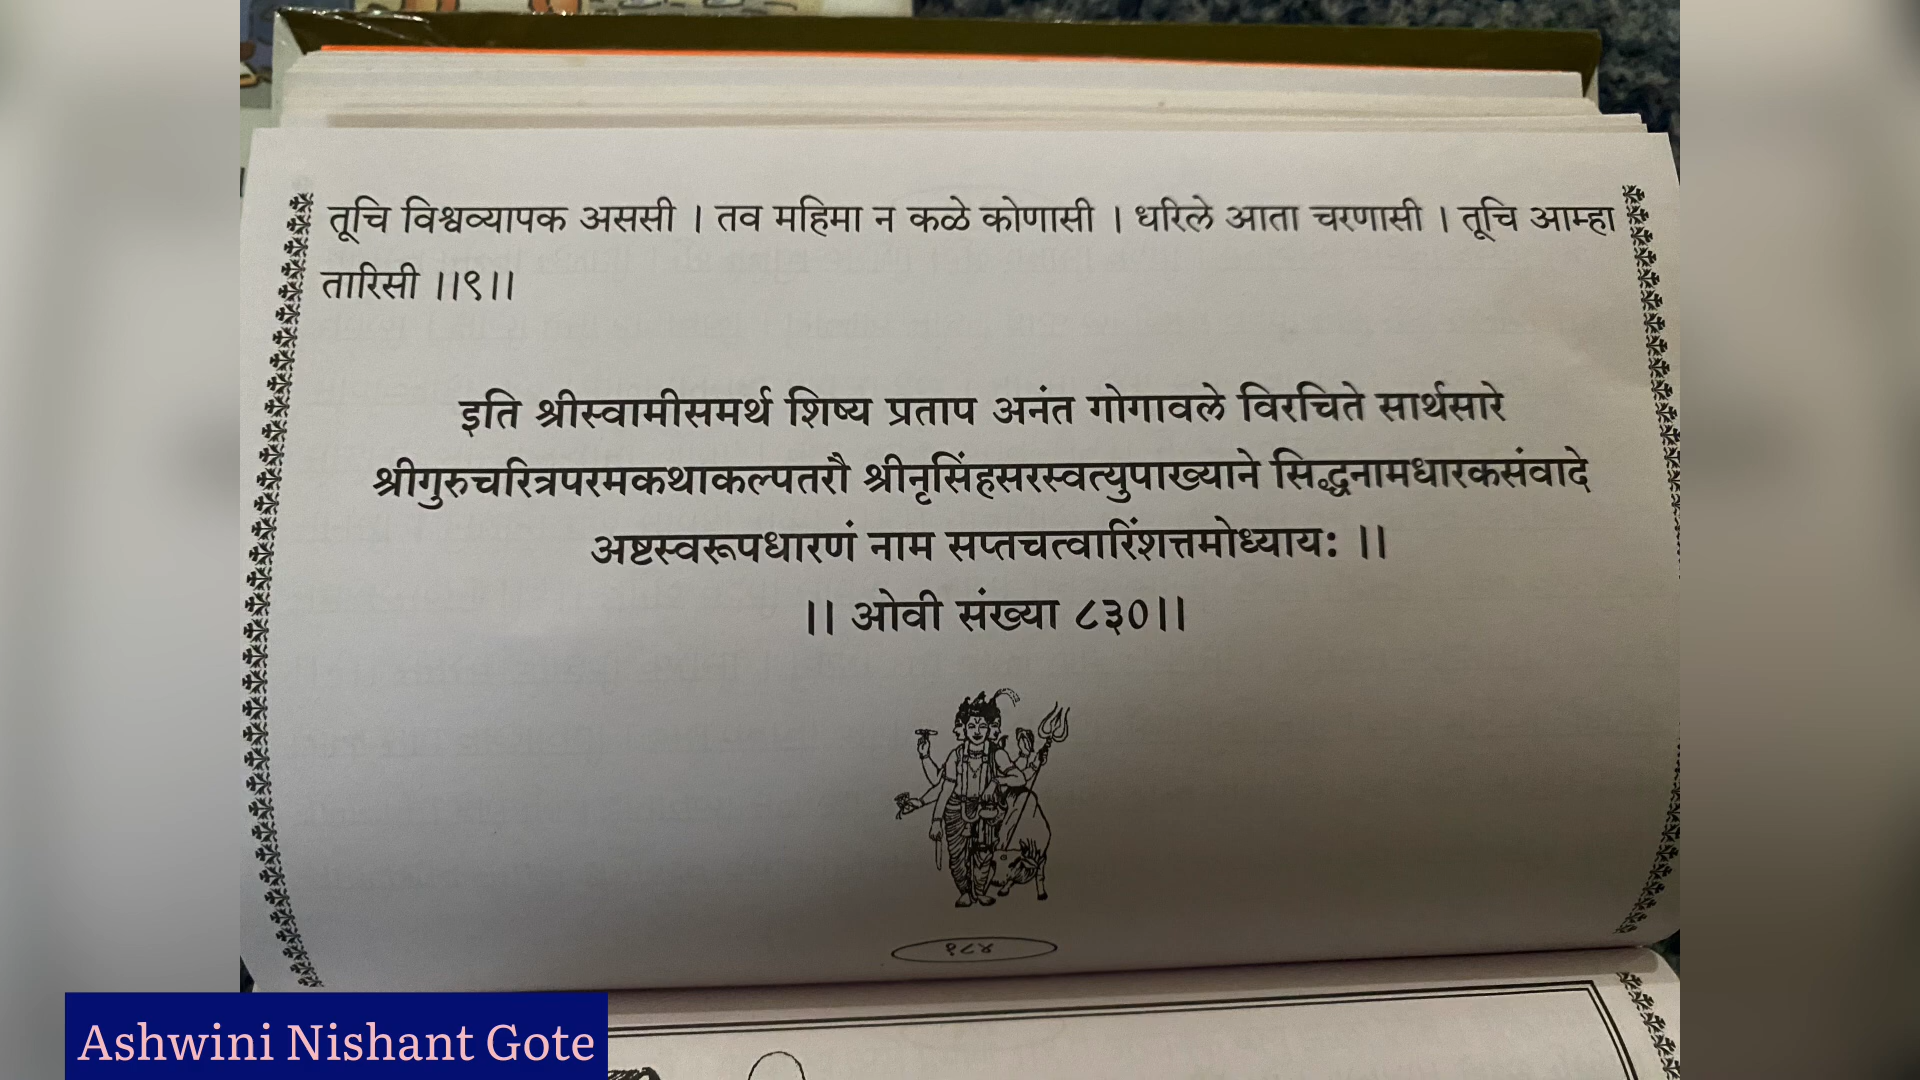 तूचि विश्वव्यापक अससी । तव महिमा न कळे कोणासी । धरिले आता चरणासी । तूचि आम्हा
तारिसी ।।९।।
इति श्रीस्वामीसमर्थ शिष्य प्रताप अनंत गोगावले विरचिते सार्थसारे
श्रीगुरुचरित्रपरमकथाकल्पतरौ श्रीनृसिंहसरस्वत्युपाख्याने सिद्धनामधारकसंवादे
अष्टस्वरूपधारणं नाम सप्तचत्वारिंशत्तमोध्यायः ।।
।। ओवी संख्या ८३०।।
१८४
Ashwini Nishant Gote